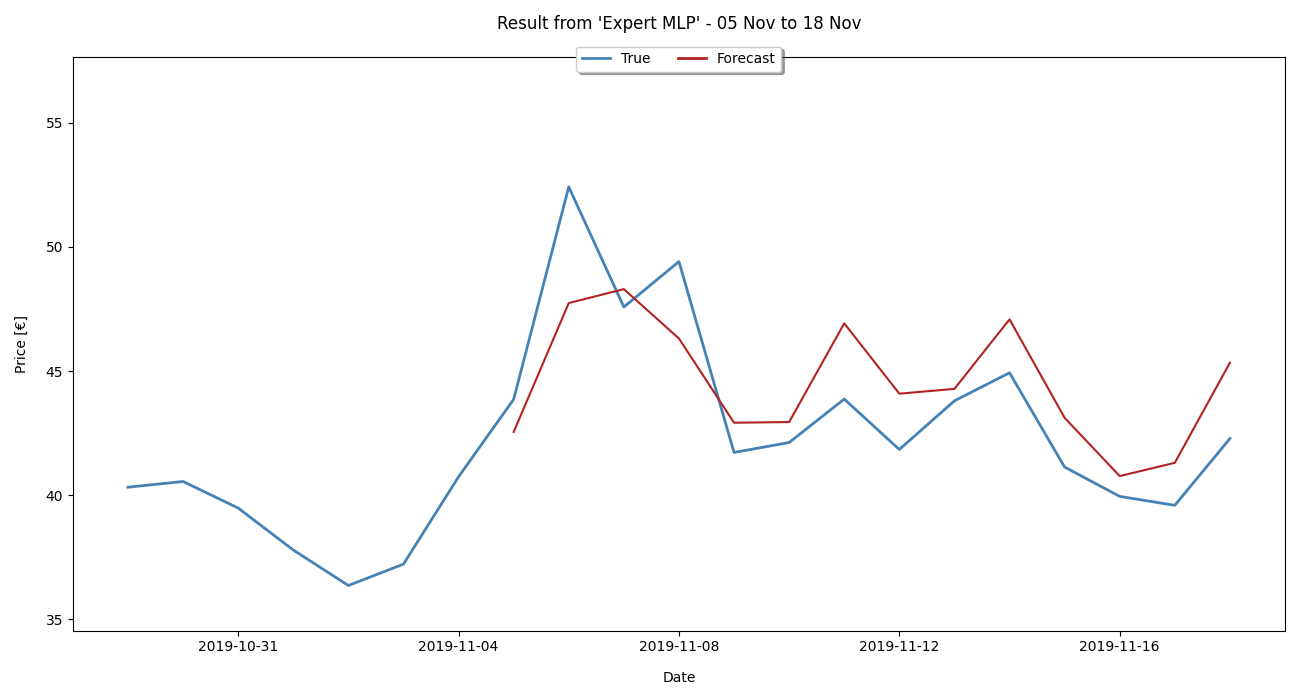 Result from 'Expert MLP' - 05 Nov to 18 Nov
True Forecast
55
50
45
40
35
Price [€]
2019-10-31 2019-11-04 2019-11-08 2019-11-12 2019-11-16
Date